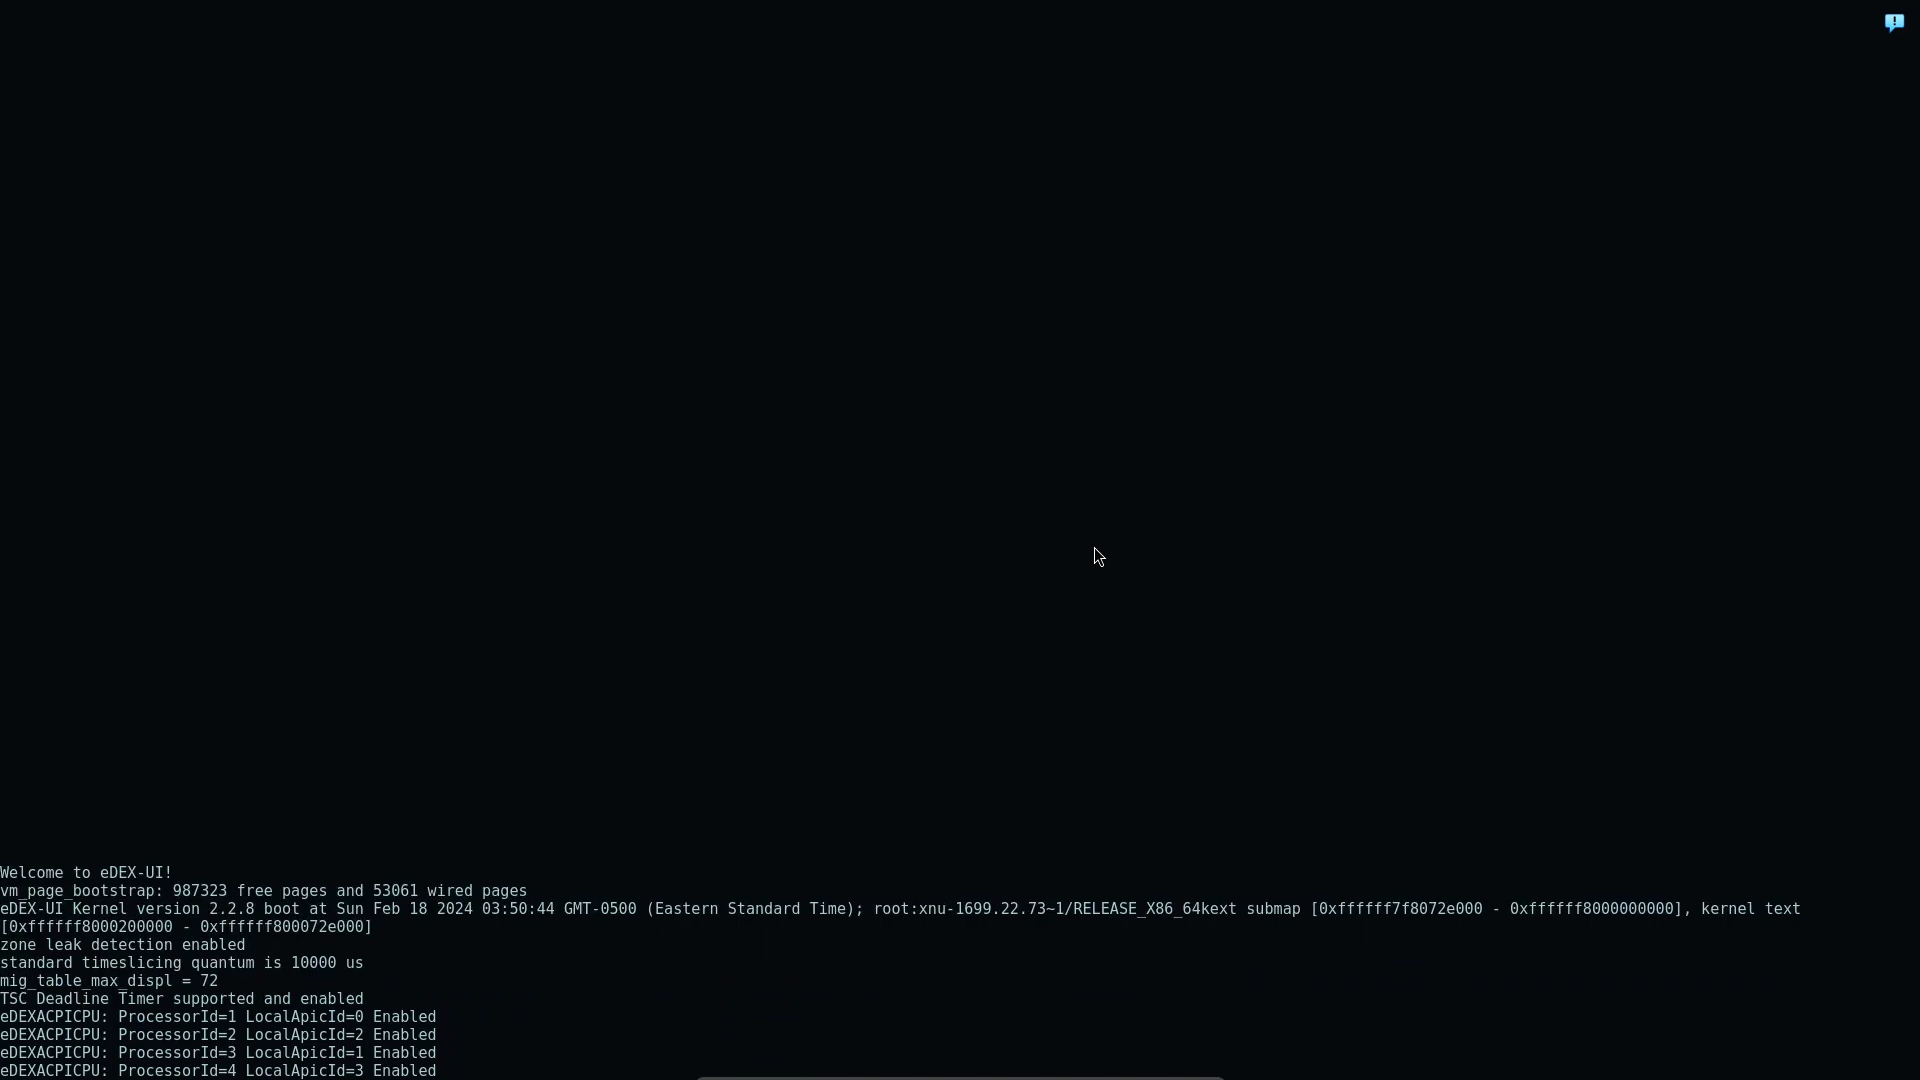 Welcome to eDEX-UI!
vm_page_bootstrap: 987323 free pages and 53061 wired pages
eDEX-UI Kernel version 2.2.8 boot at Sun Feb 18 2024 03:50:44 GMT-0500 (Eastern Standard Time); root:xnu-1699.22.73~1/RELEASE_X86_64kext submap [0xffffff7f8072e000 - 0xffffff8000000000], kernel text
[0xffffff8000200000 - 0xffffff800072e000]
zone leak detection enabled
standard timeslicing quantum is 10000 us
mig_table_max_displ = 72
TSC Deadline Timer supported and enabled
eDEXACPICPU: ProcessorId=1 LocalApicId=0 Enabled
eDEXACPICPU: ProcessorId=2 LocalApicId=2 Enabled
eDEXACPICPU: ProcessorId=3 LocalApicId=1 Enabled
eDEXACPICPU: ProcessorId=4 LocalApicId=3 Enabled